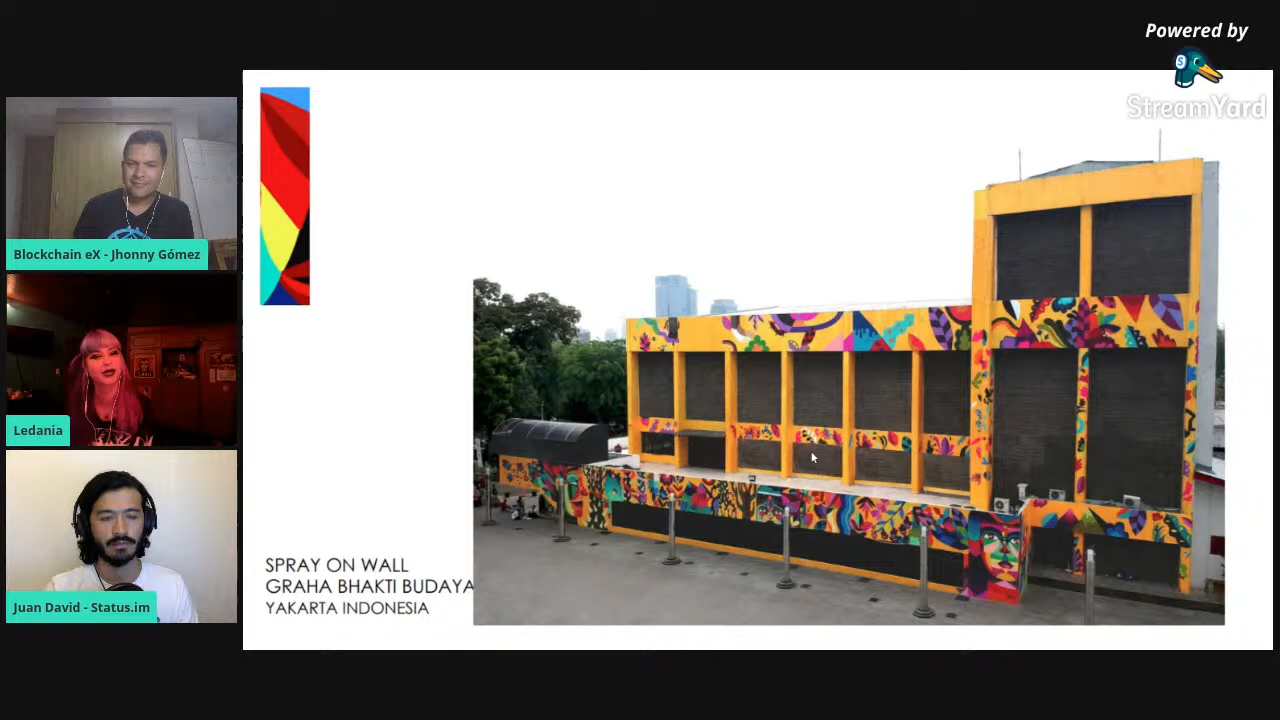 Powered by
StreamYard
Blockchain eX - Jhonny Gómez
Ledania
Juan David - Status.im
SPRAY ON WALL
GRAHA BHAKTI BUDAYA
YAKARTA INDONESIA